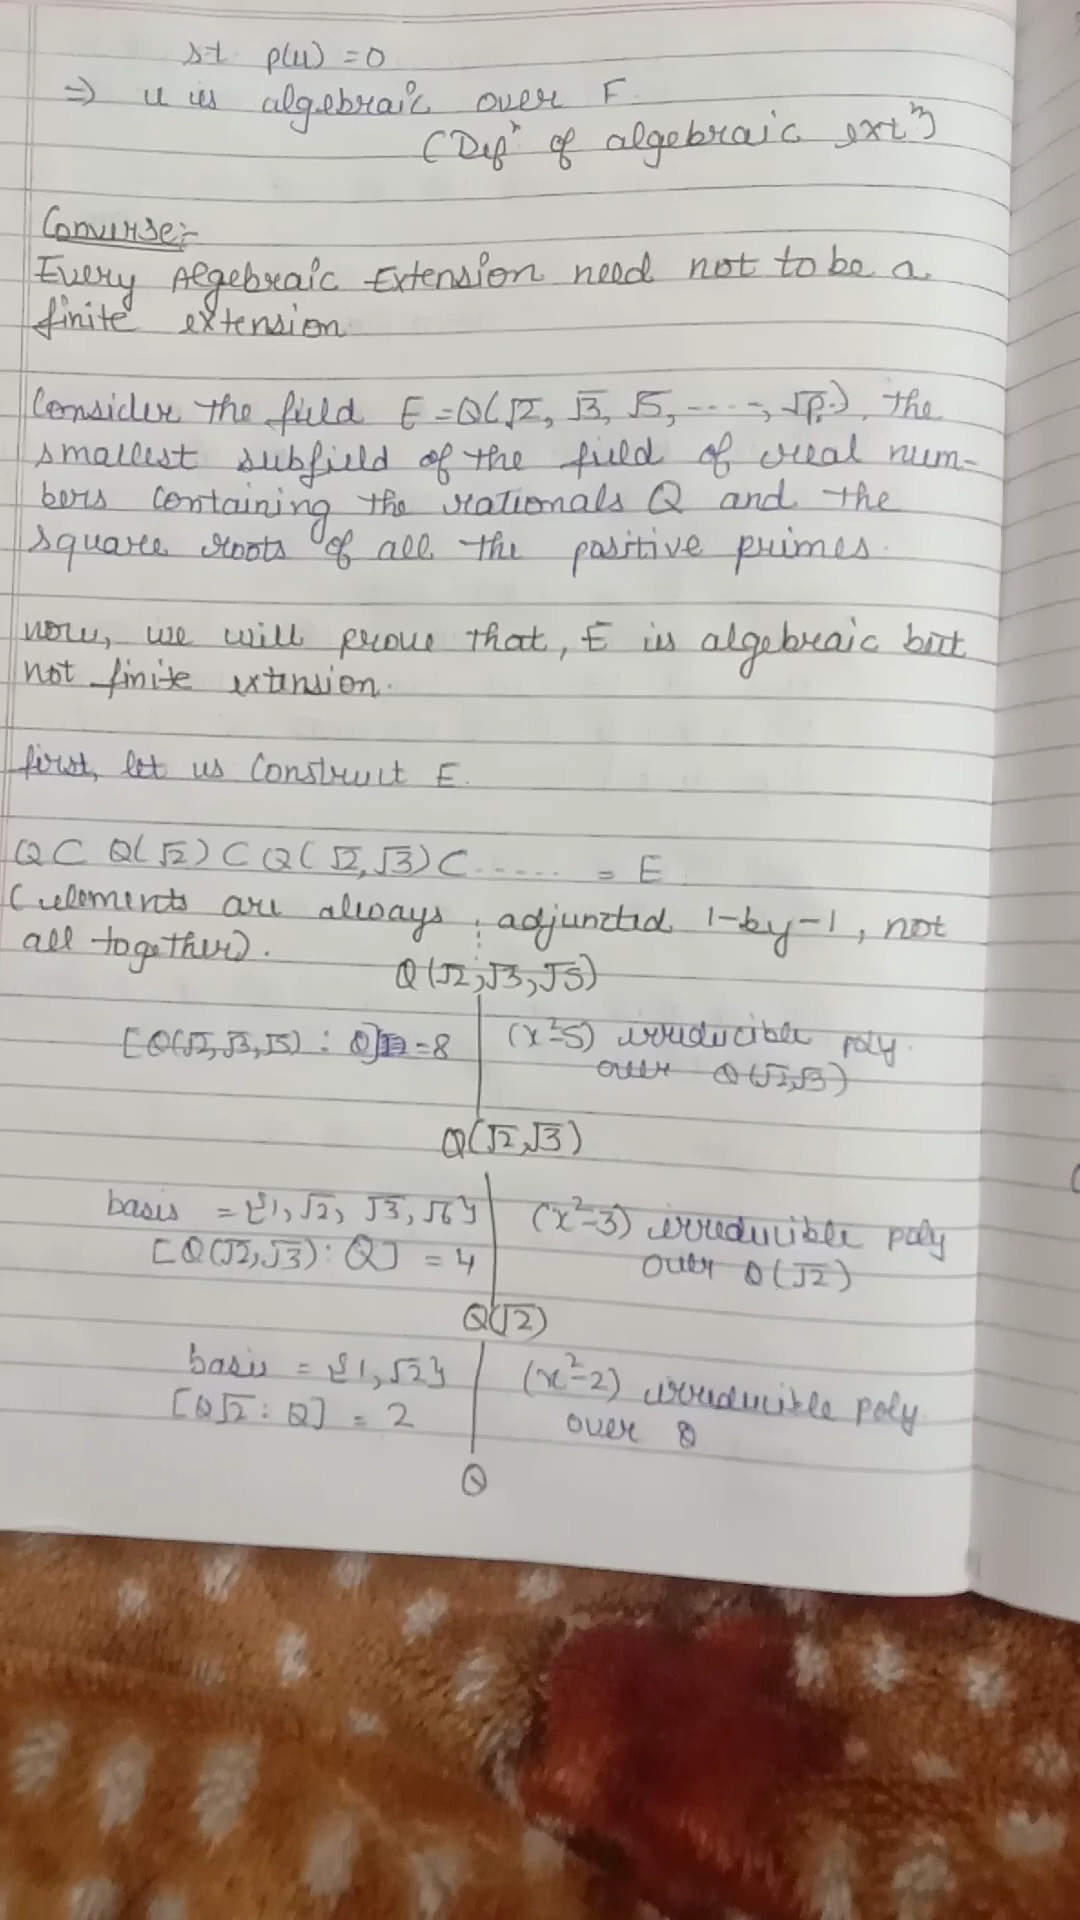 s.t. p(u) = 0
⇒ u is algebraic over F.
(Defⁿ of algebraic extⁿ)
Converse:-
Every Algebraic Extension need not to be a
finite extension
Consider the field E = Q(√2, √3, √5, -----, √pᵢ..), the
smallest subfield of the field of real num-
bers containing the rationals Q and the
square roots of all the positive primes.
now, we will prove that, E is algebraic but
not finite extension.
first, let us construct E.
Q ⊂ Q(√2) ⊂ Q(√2,√3) ⊂ ...... = E
(elements are always adjuncted 1-by-1, not
all together).
Q(√2,√3,√5)
[Q(√2,√3,√5) : Q] = 8 (x²-5) irreducible poly.
over Q(√2,√3)
Q(√2,√3)
basis = {1, √2, √3, √6} (x²-3) irreducible poly
[Q(√2,√3) : Q] = 4 over Q(√2)
Q(√2)
basis = {1, √2} (x²-2) irreducible poly
[Q√2 : Q] = 2 over Q
Q